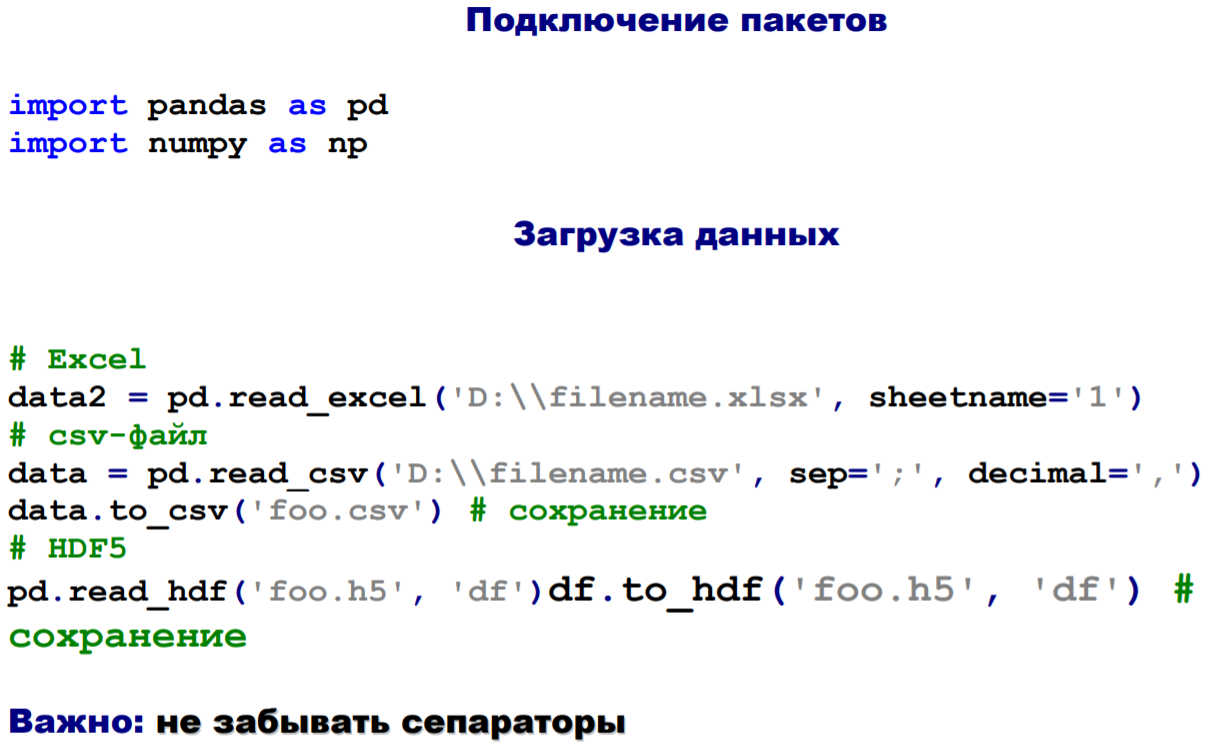 Подключение пакетов
import pandas as pd
import numpy as np
Загрузка данных
# Excel
data2 = pd.read_excel('D:\\filename.xlsx', sheetname='1')
# csv-файл
data = pd.read_csv('D:\\filename.csv', sep=';', decimal=',')
data.to_csv('foo.csv') # сохранение
# HDF5
pd.read_hdf('foo.h5', 'df')df.to_hdf('foo.h5', 'df') #
сохранение
Важно: не забывать сепараторы